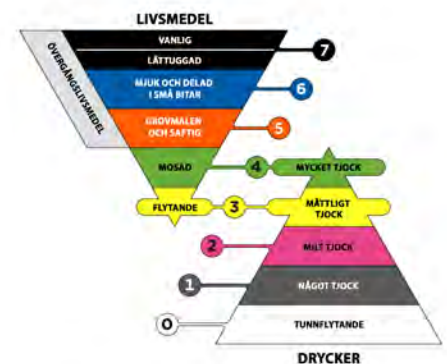 LIVSMEDEL
ÖVERGÅNGSLIVSMEDEL
VANLIG
LÄTTUGGAD
7
MJUK OCH DELAD
I SMÅ BITAR
6
GROVMALEN
OCH SAFTIG
5
MOSAD
4
MYCKET TJOCK
FLYTANDE
3
MÅTTLIGT
TJOCK
2
MILT TJOCK
1
NÅGOT TJOCK
0
TUNNFLYTANDE
DRYCKER